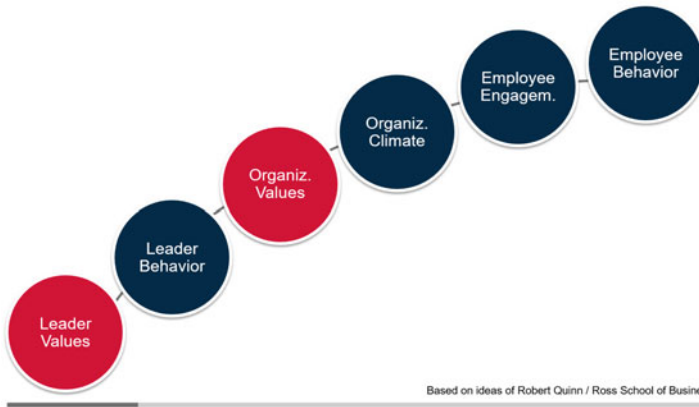 Leader
Values
Leader
Behavior
Organiz.
Values
Organiz.
Climate
Employee
Engagem.
Employee
Behavior
Based on ideas of Robert Quinn / Ross School of